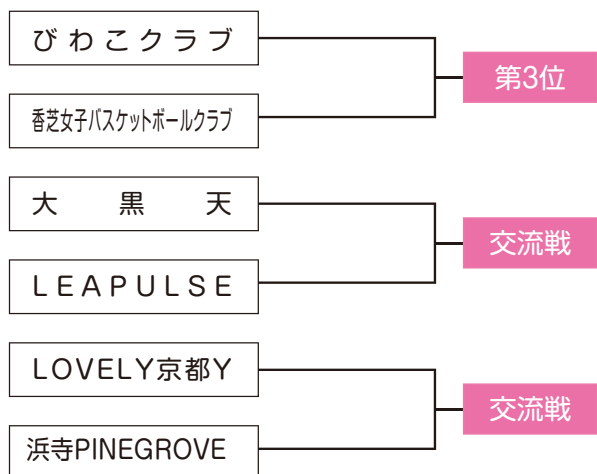 びわこクラブ
第3位
香芝女子バスケットボールクラブ
大黒天
交流戦
LEAPULSE
LOVELY京都Y
交流戦
浜寺PINEGROVE